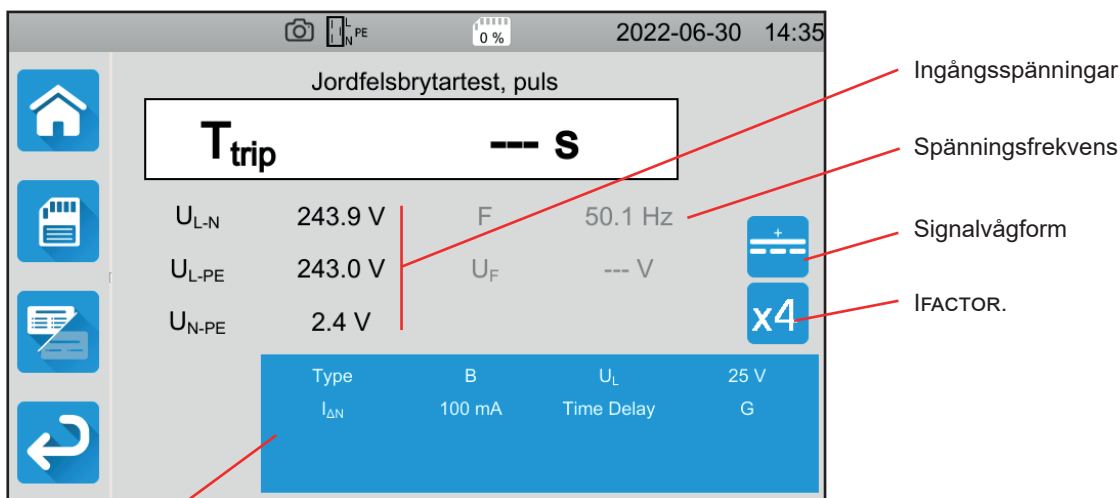 L
N PE
0 %
2022-06-30 14:35
Jordfelsbrytartest, puls
Ttrip --- s
UL-N 243.9 V F 50.1 Hz
UL-PE 243.0 V UF --- V
UN-PE 2.4 V
+
x4
Type B UL 25 V
IΔN 100 mA Time Delay G
Ingångsspänningar
Spänningsfrekvens
Signalvågform
IFACTOR.